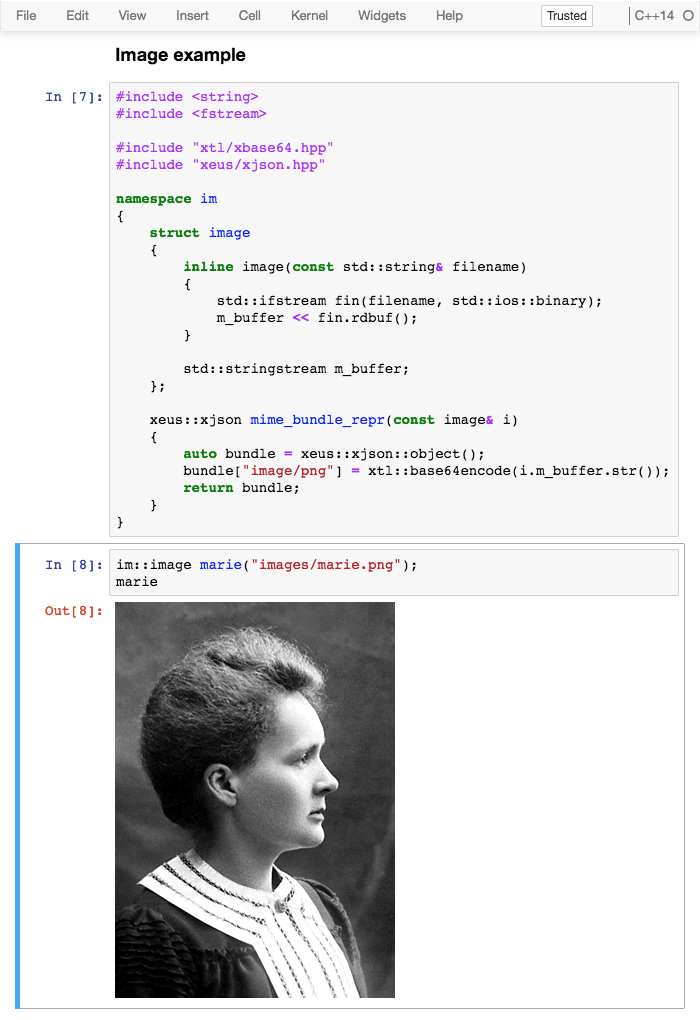 File Edit View Insert Cell Kernel Widgets Help Trusted C++14
Image example
In [7]: #include <string>
#include <fstream>
#include "xtl/xbase64.hpp"
#include "xeus/xjson.hpp"
namespace im
{
struct image
{
inline image(const std::string& filename)
{
std::ifstream fin(filename, std::ios::binary);
m_buffer << fin.rdbuf();
}
std::stringstream m_buffer;
};
xeus::xjson mime_bundle_repr(const image& i)
{
auto bundle = xeus::xjson::object();
bundle["image/png"] = xtl::base64encode(i.m_buffer.str());
return bundle;
}
}
In [8]: im::image marie("images/marie.png");
marie
Out[8]: